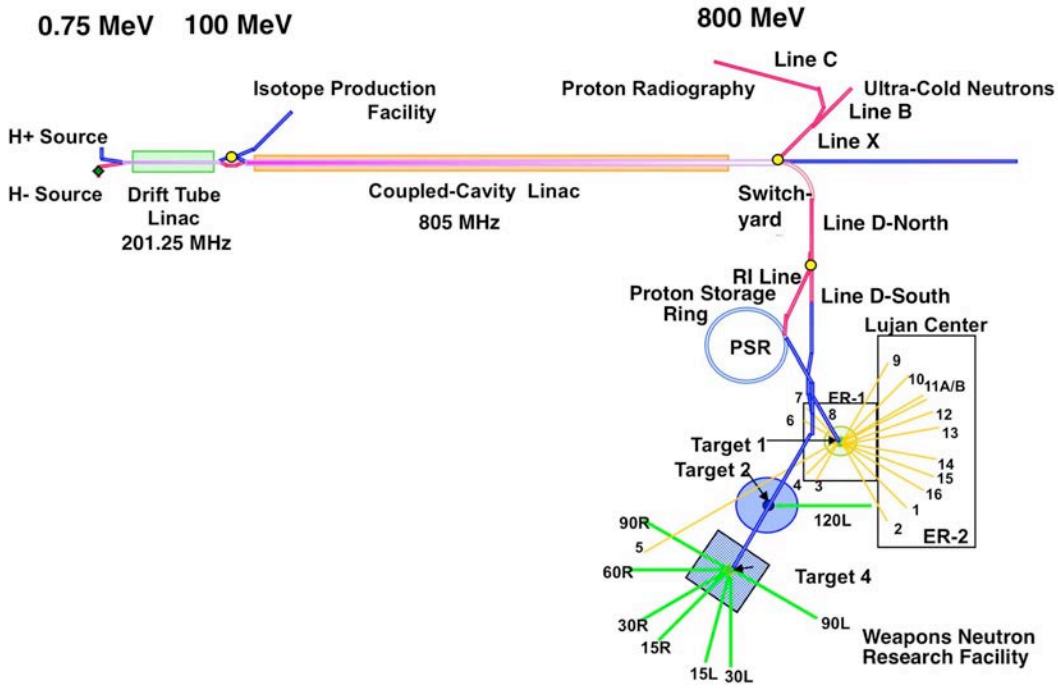 0.75 MeV 100 MeV
800 MeV
Line C
Isotope Production
Facility
Proton Radiography
Ultra-Cold Neutrons
Line B
H+ Source
Line X
H- Source
Drift Tube
Linac
201.25 MHz
Coupled-Cavity Linac
805 MHz
Switch-
yard
Line D-North
RI Line
Proton Storage
Ring
Line D-South
Lujan Center
PSR
9
10
11A/B
7
ER-1
8
6
12
13
Target 1
14
Target 2
15
4
3
16
1
120L
2
90R
ER-2
5
60R
Target 4
30R
90L
15R
Weapons Neutron
Research Facility
15L
30L